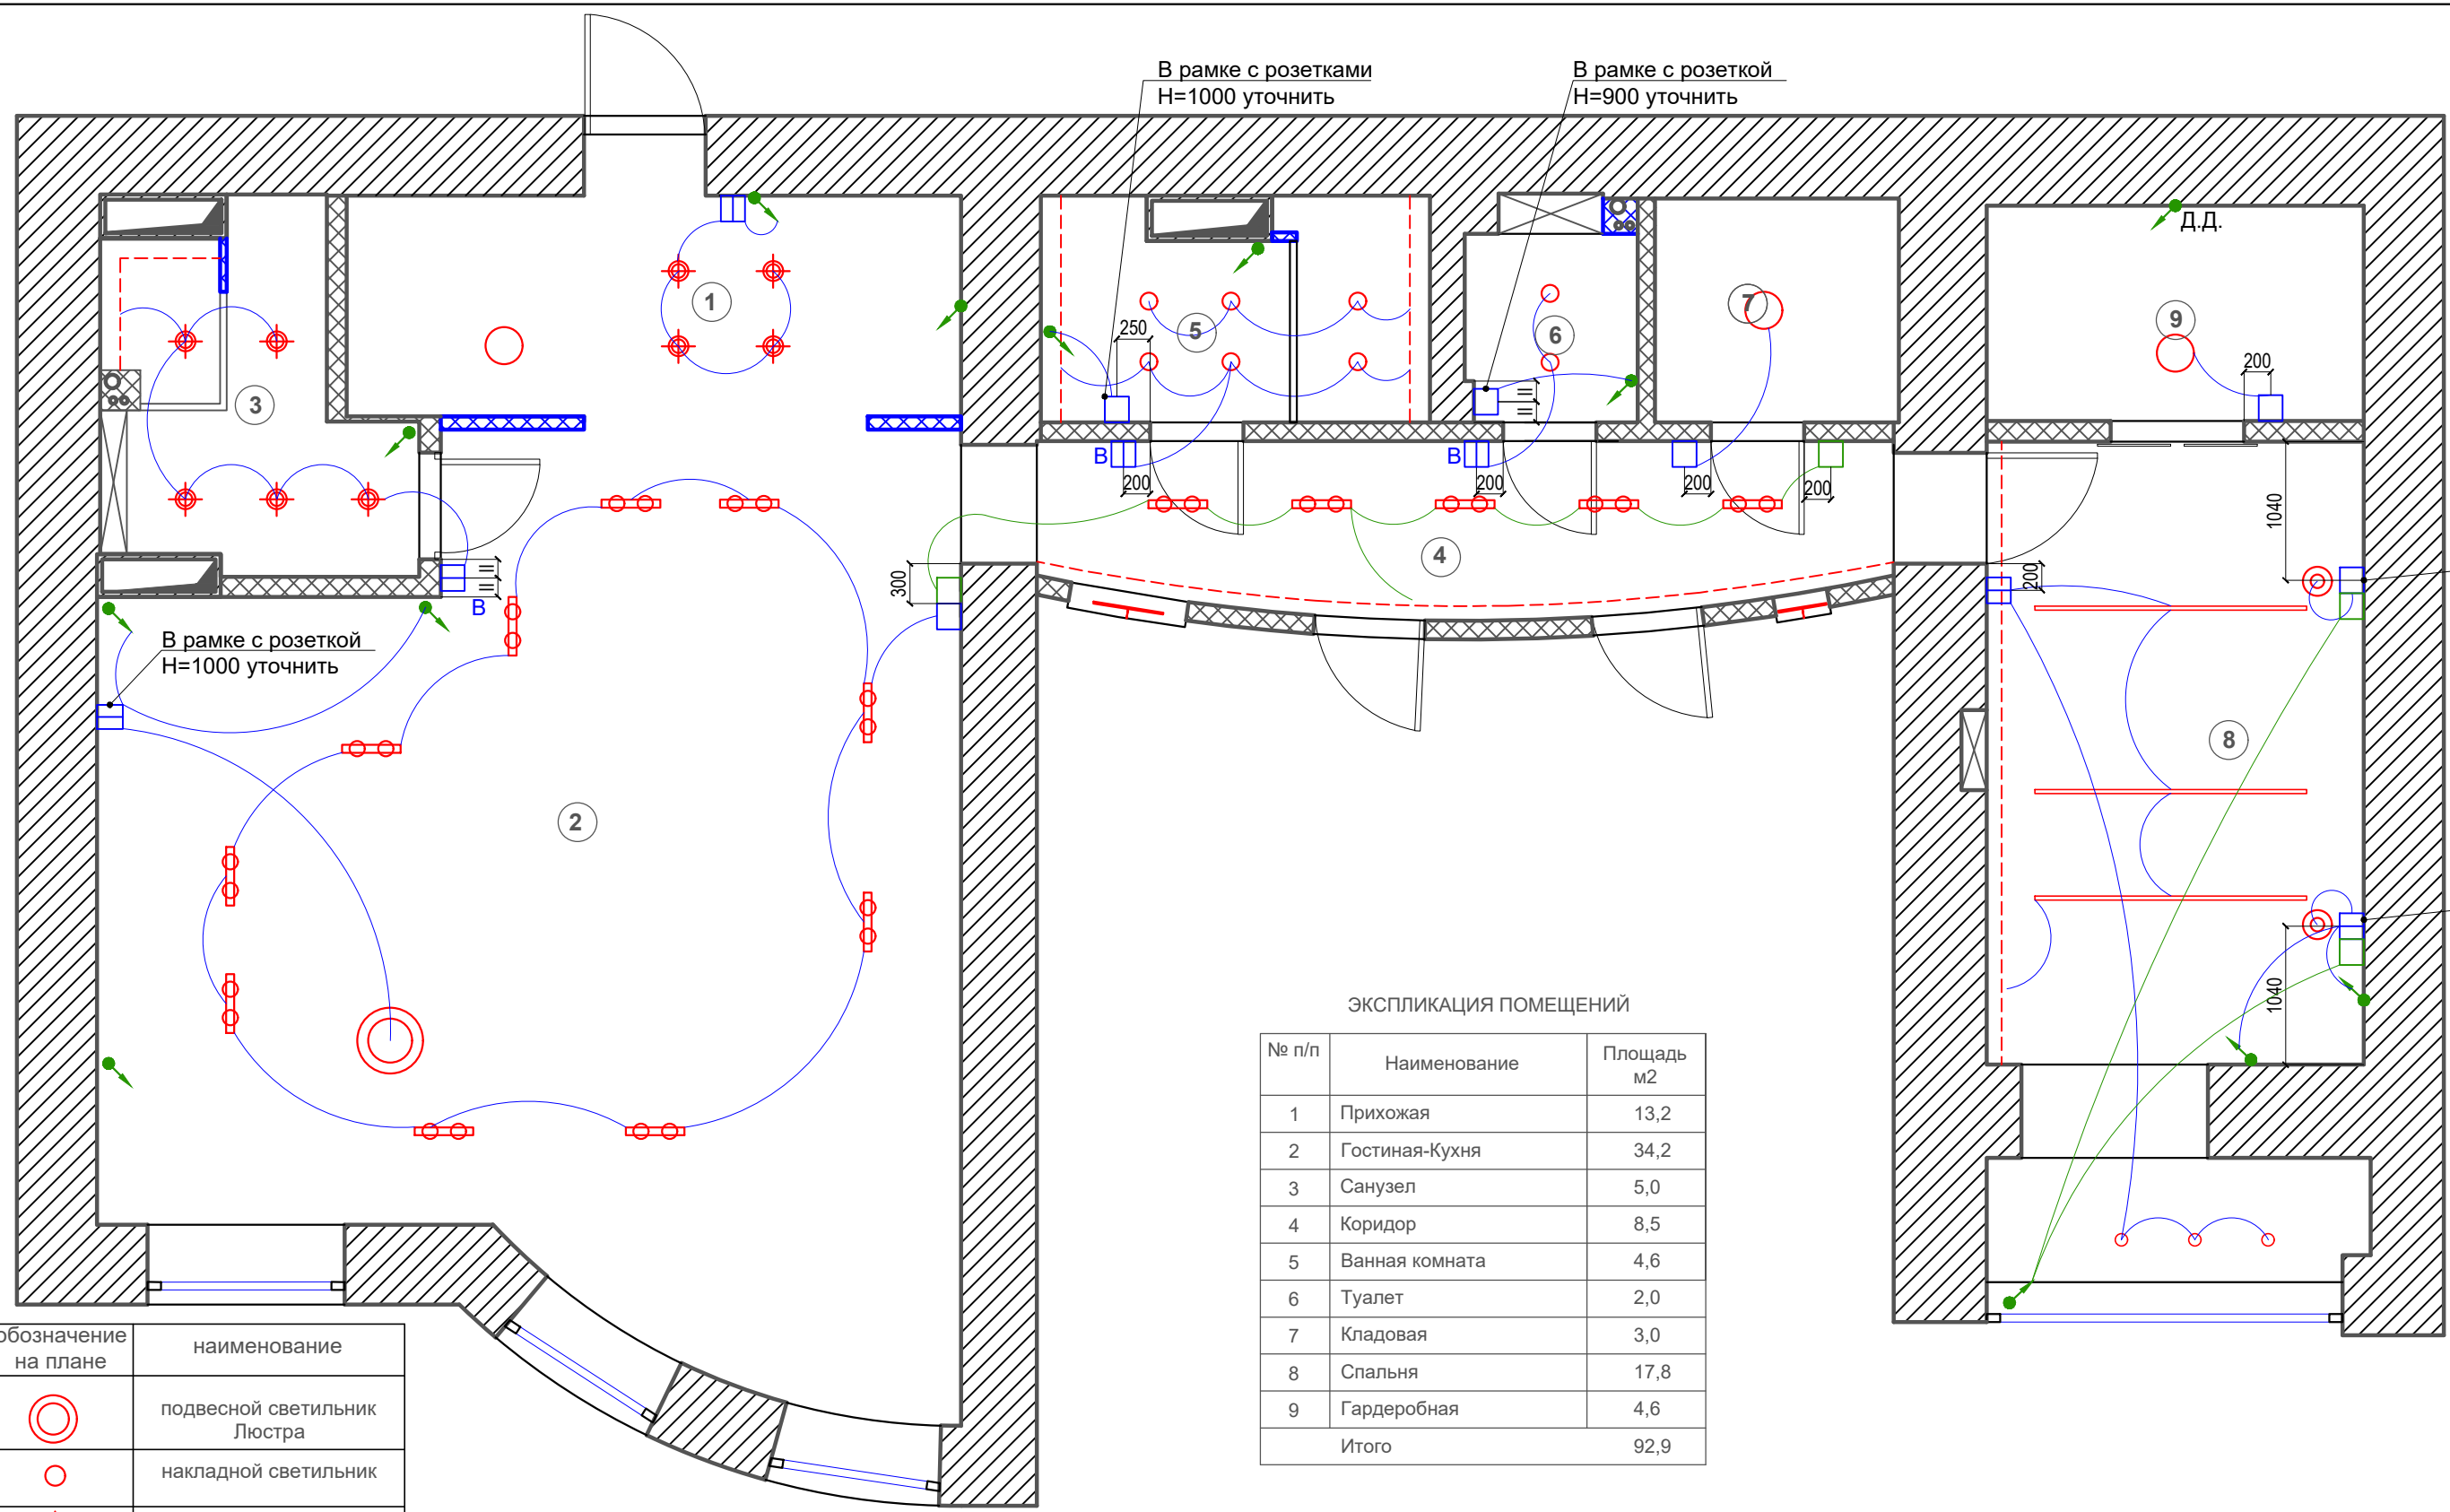 В рамке с розетками
H=1000 уточнить
В рамке с розеткой
H=900 уточнить
Д.Д.
1
3
5
6
7
9
250
200
В
В
200
200
200
200
1040
200
4
300
В
В рамке с розеткой
H=1000 уточнить
2
8
1040
ЭКСПЛИКАЦИЯ ПОМЕЩЕНИЙ
№ п/п Наименование Площадь
м2
1 Прихожая 13,2
2 Гостиная-Кухня 34,2
3 Санузел 5,0
4 Коридор 8,5
5 Ванная комната 4,6
6 Туалет 2,0
7 Кладовая 3,0
8 Спальня 17,8
9 Гардеробная 4,6
Итого 92,9
обозначение
на плане
наименование
подвесной светильник
Люстра
накладной светильник